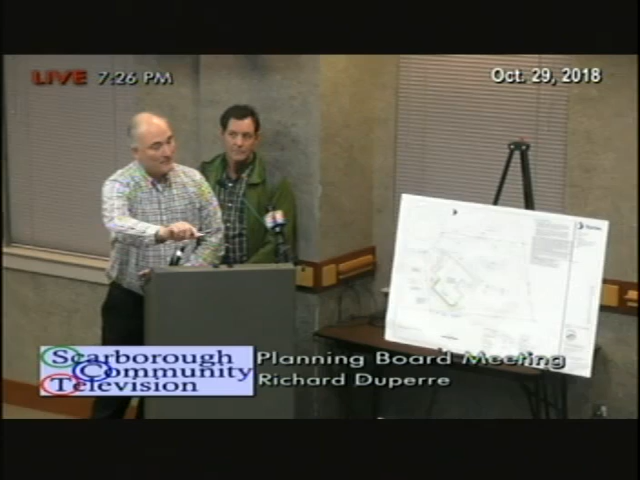 LIVE 7:26 PM
Oct. 29, 2018
Scarborough
Community
Television
Planning Board Meeting
Richard Duperre